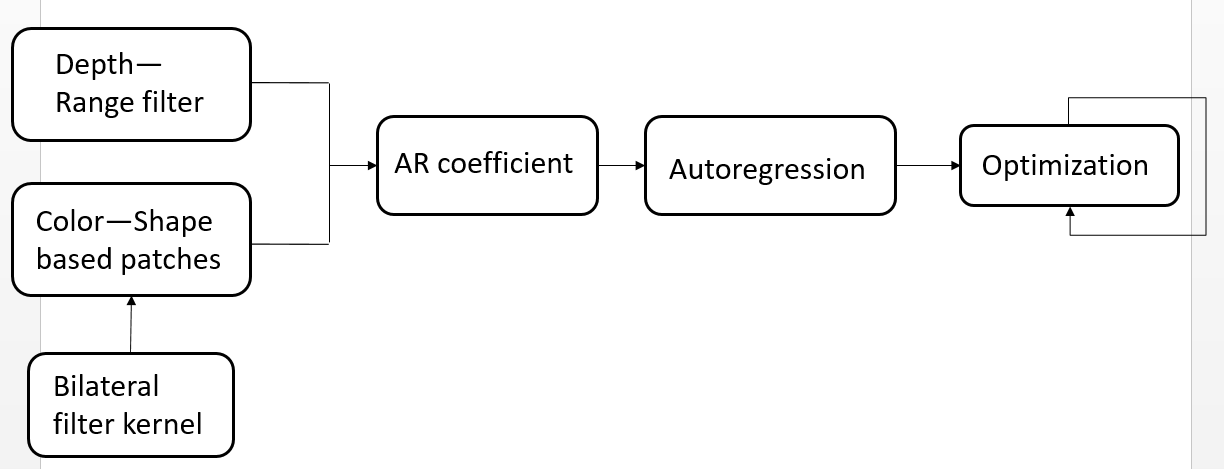 Depth—
Range filter
Color—Shape
based patches
Bilateral
filter kernel
AR coefficient
Autoregression
Optimization